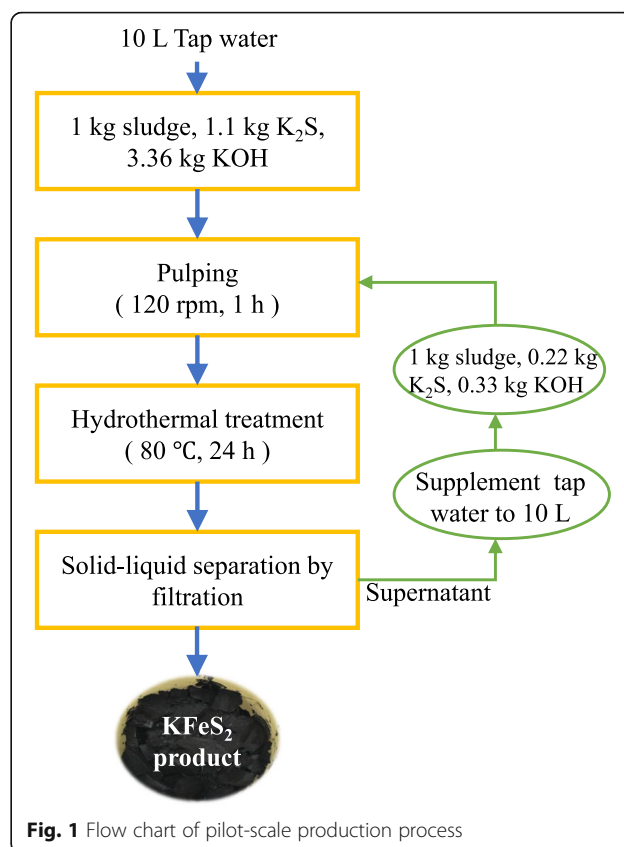 10 L Tap water
1 kg sludge, 1.1 kg K₂S,
3.36 kg KOH
Pulping
( 120 rpm, 1 h )
Hydrothermal treatment
( 80 ℃, 24 h )
Solid-liquid separation by
filtration
Supernatant
Supplement tap
water to 10 L
1 kg sludge, 0.22 kg
K₂S, 0.33 kg KOH
KFeS₂
product
Fig. 1 Flow chart of pilot-scale production process